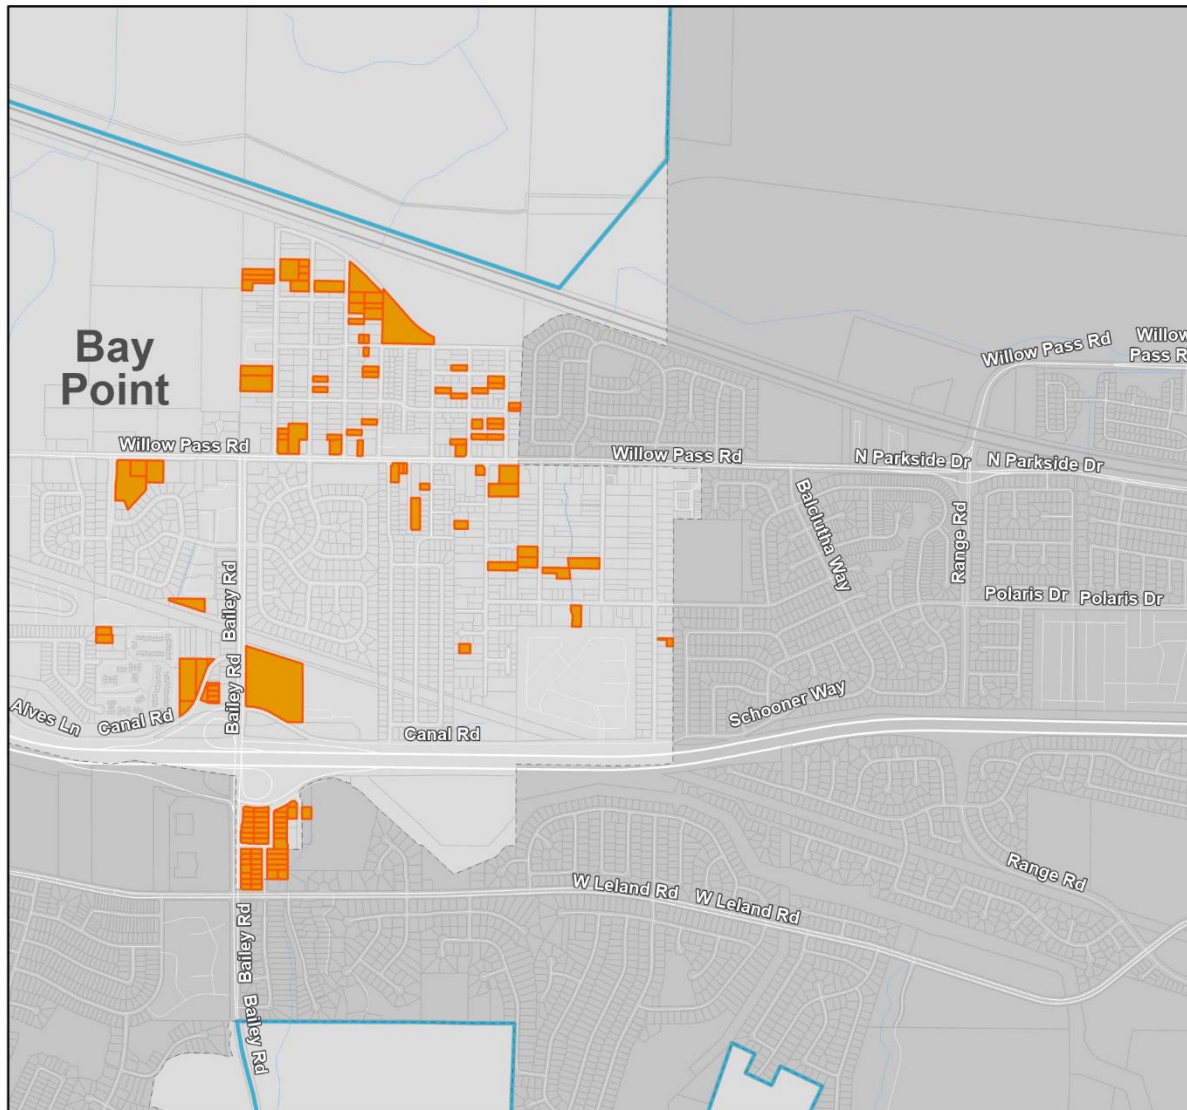 Willow
Pass R
Willow Pass Rd
Bay
Point
Willow Pass Rd
Willow Pass Rd
N Parkside Dr
N Parkside Dr
Balclutha Way
Range Rd
Bailey Rd
Polaris Dr
Polaris Dr
Bailey Rd
Alves Ln
Canal Rd
Schooner Way
Canal Rd
Range Rd
W Leland Rd
W Leland Rd
Bailey Rd
Bailey Rd